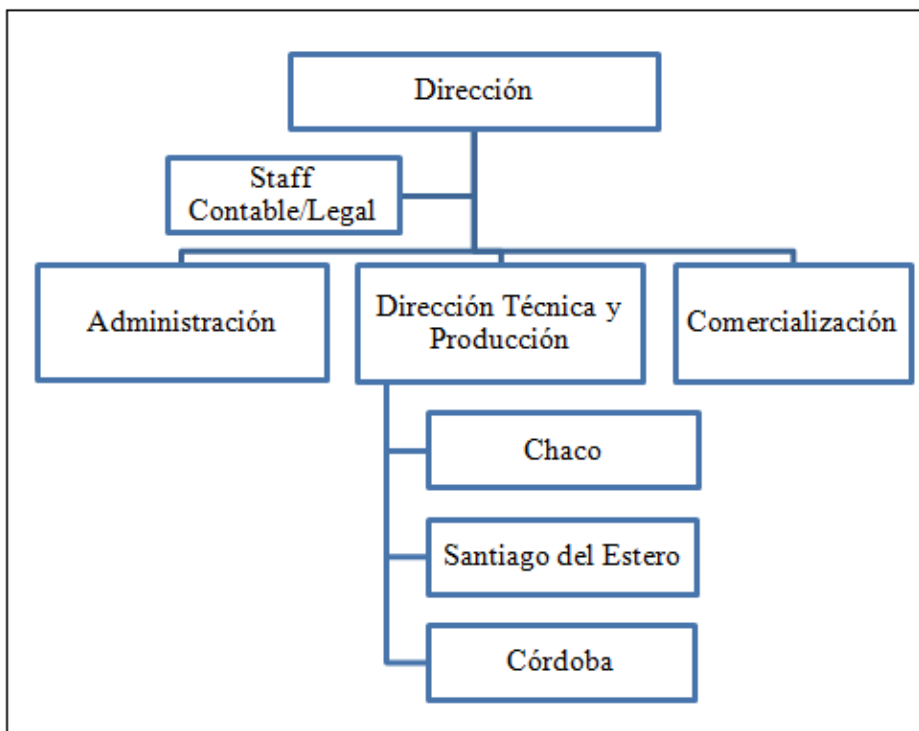 Dirección
Staff
Contable/Legal
Administración
Dirección Técnica y
Producción
Comercialización
Chaco
Santiago del Estero
Córdoba